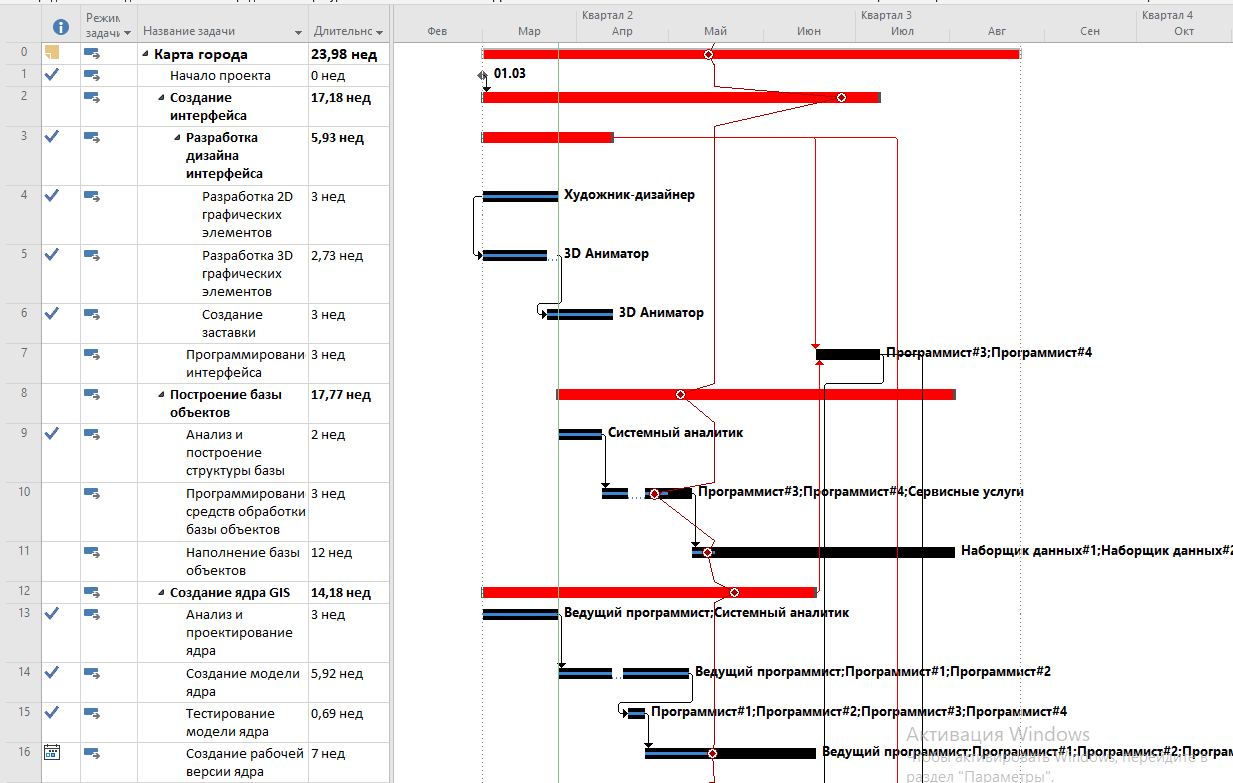 Квартал 2
Квартал 3
Квартал 4
Режим задачи
Название задачи
Длительнс
Фев
Мар
Апр
Май
Июн
Июл
Авг
Сен
Окт
0
Карта города
23,98 нед
1
Начало проекта
0 нед
01.03
2
Создание
интерфейса
17,18 нед
3
Разработка
дизайна
интерфейса
5,93 нед
4
Разработка 2D
графических
элементов
3 нед
Художник-дизайнер
5
Разработка 3D
графических
элементов
2,73 нед
3D Аниматор
6
Создание
заставки
3 нед
3D Аниматор
7
Программировани
интерфейса
3 нед
Программист#3;Программист#4
8
Построение базы
объектов
17,77 нед
9
Анализ и
построение
структуры базы
2 нед
Системный аналитик
10
Программировани
средств обработки
базы объектов
3 нед
Программист#3;Программист#4;Сервисные услуги
11
Наполнение базы
объектов
12 нед
Наборщик данных#1;Наборщик данных#2
12
Создание ядра GIS
14,18 нед
13
Анализ и
проектирование
ядра
3 нед
Ведущий программист;Системный аналитик
14
Создание модели
ядра
5,92 нед
Ведущий программист;Программист#1;Программист#2
15
Тестирование
модели ядра
0,69 нед
Программист#1;Программист#2;Программист#3;Программист#4
16
Создание рабочей
версии ядра
7 нед
Ведущий программист;Программист#1;Программист#2;Програм
Активация Windows
Чтобы активировать Windows, перейдите в
раздел "Параметры".